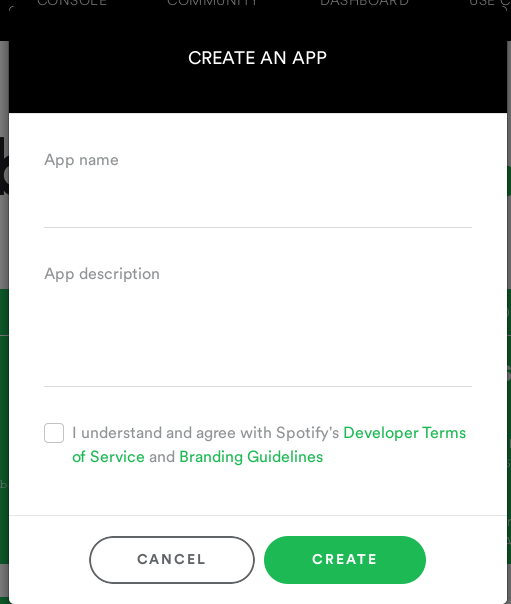 CONSOLE COMMUNITY DASHBOARD USE C
CREATE AN APP
App name
App description
I understand and agree with Spotify's Developer Terms
of Service and Branding Guidelines
CANCEL CREATE